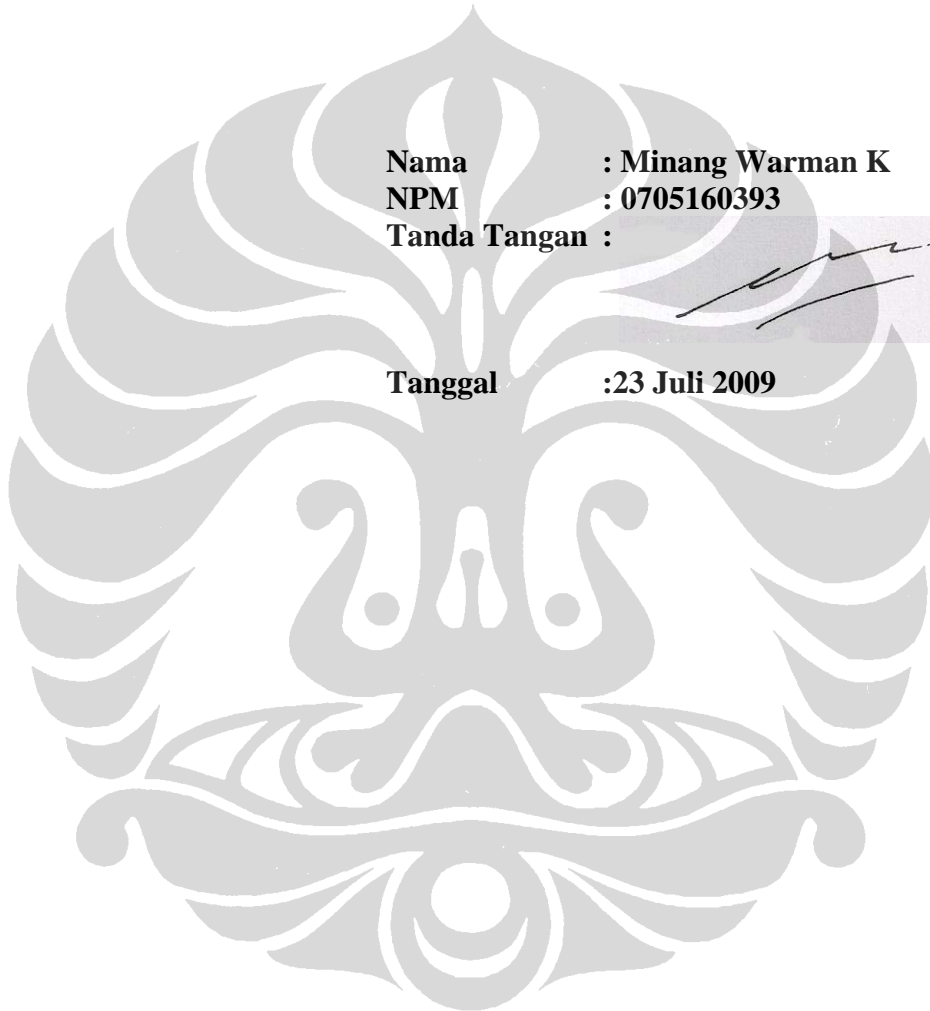 Nama : Minang Warman K
NPM : 0705160393
Tanda Tangan :
Tanggal :23 Juli 2009